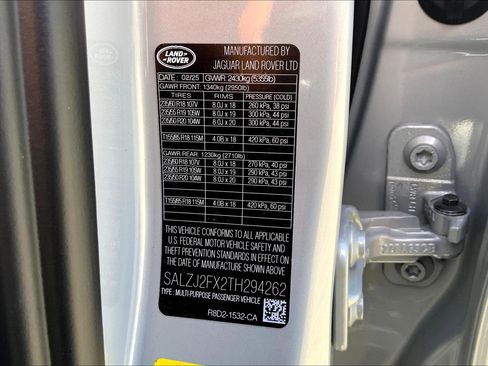 LAND
ROVER
MANUFACTURED BY
JAGUAR LAND ROVER LTD
DATE: 02/25 GVWR: 2430kg (5355lb)
GAWR FRONT: 1340kg (2950lb)
TIRES RIMS PRESSURE (COLD)
235/60 R18 107V 8.0J x 18 260 kPa, 38 psi
235/55 R19 105W 8.0J x 19 300 kPa, 44 psi
235/50 R20 104W 8.0J x 20 300 kPa, 44 psi
T155/85 R18 115M 4.0B x 18 420 kPa, 60 psi
GAWR REAR: 1230kg (2710lb)
235/60 R18 107V 8.0J x 18 270 kPa, 40 psi
235/55 R19 105W 8.0J x 19 290 kPa, 43 psi
235/50 R20 104W 8.0J x 20 290 kPa, 43 psi
T155/85 R18 115M 4.0B x 18 420 kPa, 60 psi
THIS VEHICLE CONFORMS TO ALL APPLICABLE
U.S. FEDERAL MOTOR VEHICLE SAFETY AND
THEFT PREVENTION STANDARDS IN EFFECT
ON THE DATE OF MANUFACTURE SHOWN ABOVE.
SALZJ2FX2TH294262
TYPE: MULTI-PURPOSE PASSENGER VEHICLE
R8D2-1532-CA